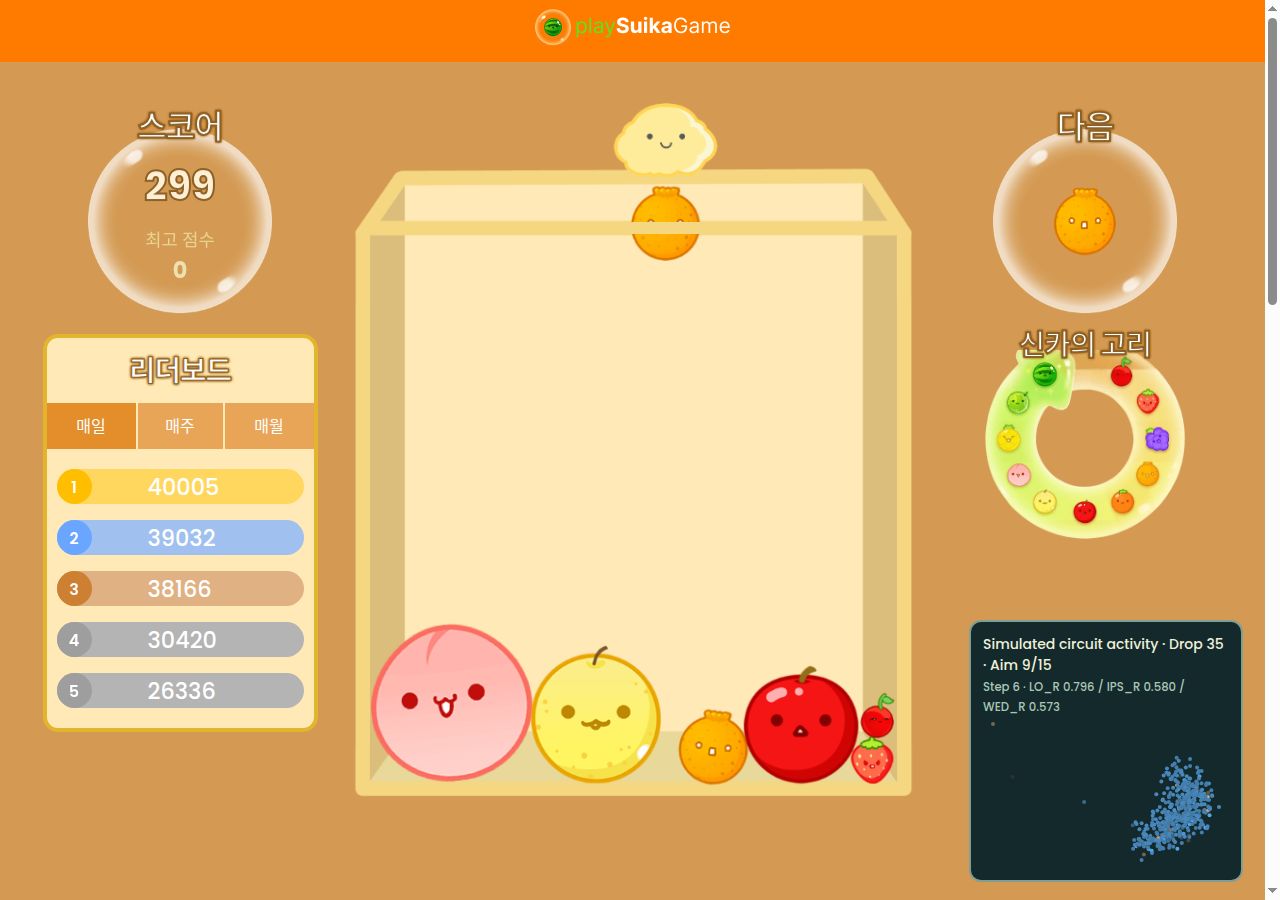 playSuikaGame
스코어
299
최고 점수
0
리더보드
매일 매주 매월
1 40005
2 39032
3 38166
4 30420
5 26336
다음
신카의 고리
Simulated circuit activity · Drop 35
· Aim 9/15
Step 6 · LO_R 0.796 / IPS_R 0.580 /
WED_R 0.573